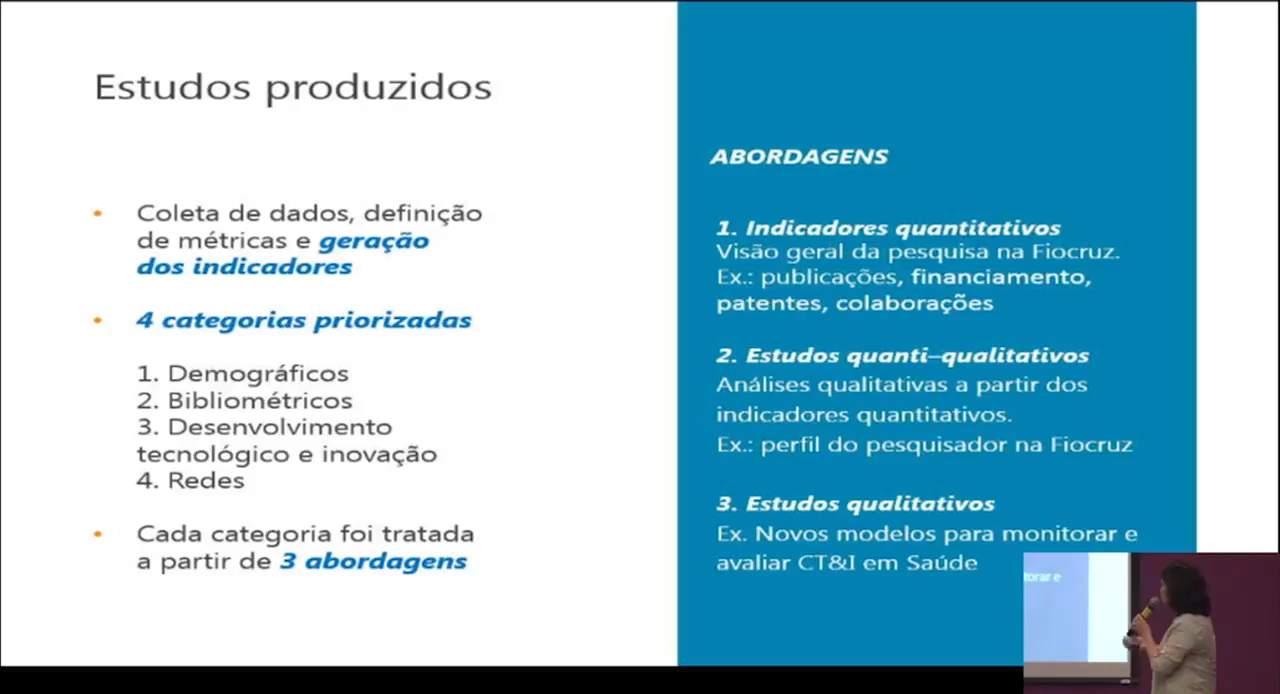 Estudos produzidos
• Coleta de dados, definição
de métricas e geração
dos indicadores
• 4 categorias priorizadas
1. Demográficos
2. Bibliométricos
3. Desenvolvimento
tecnológico e inovação
4. Redes
• Cada categoria foi tratada
a partir de 3 abordagens
ABORDAGENS
1. Indicadores quantitativos
Visão geral da pesquisa na Fiocruz.
Ex.: publicações, financiamento,
patentes, colaborações
2. Estudos quanti–qualitativos
Análises qualitativas a partir dos
indicadores quantitativos.
Ex.: perfil do pesquisador na Fiocruz
3. Estudos qualitativos
Ex. Novos modelos para monitorar e
avaliar CT&I em Saúde
torar e